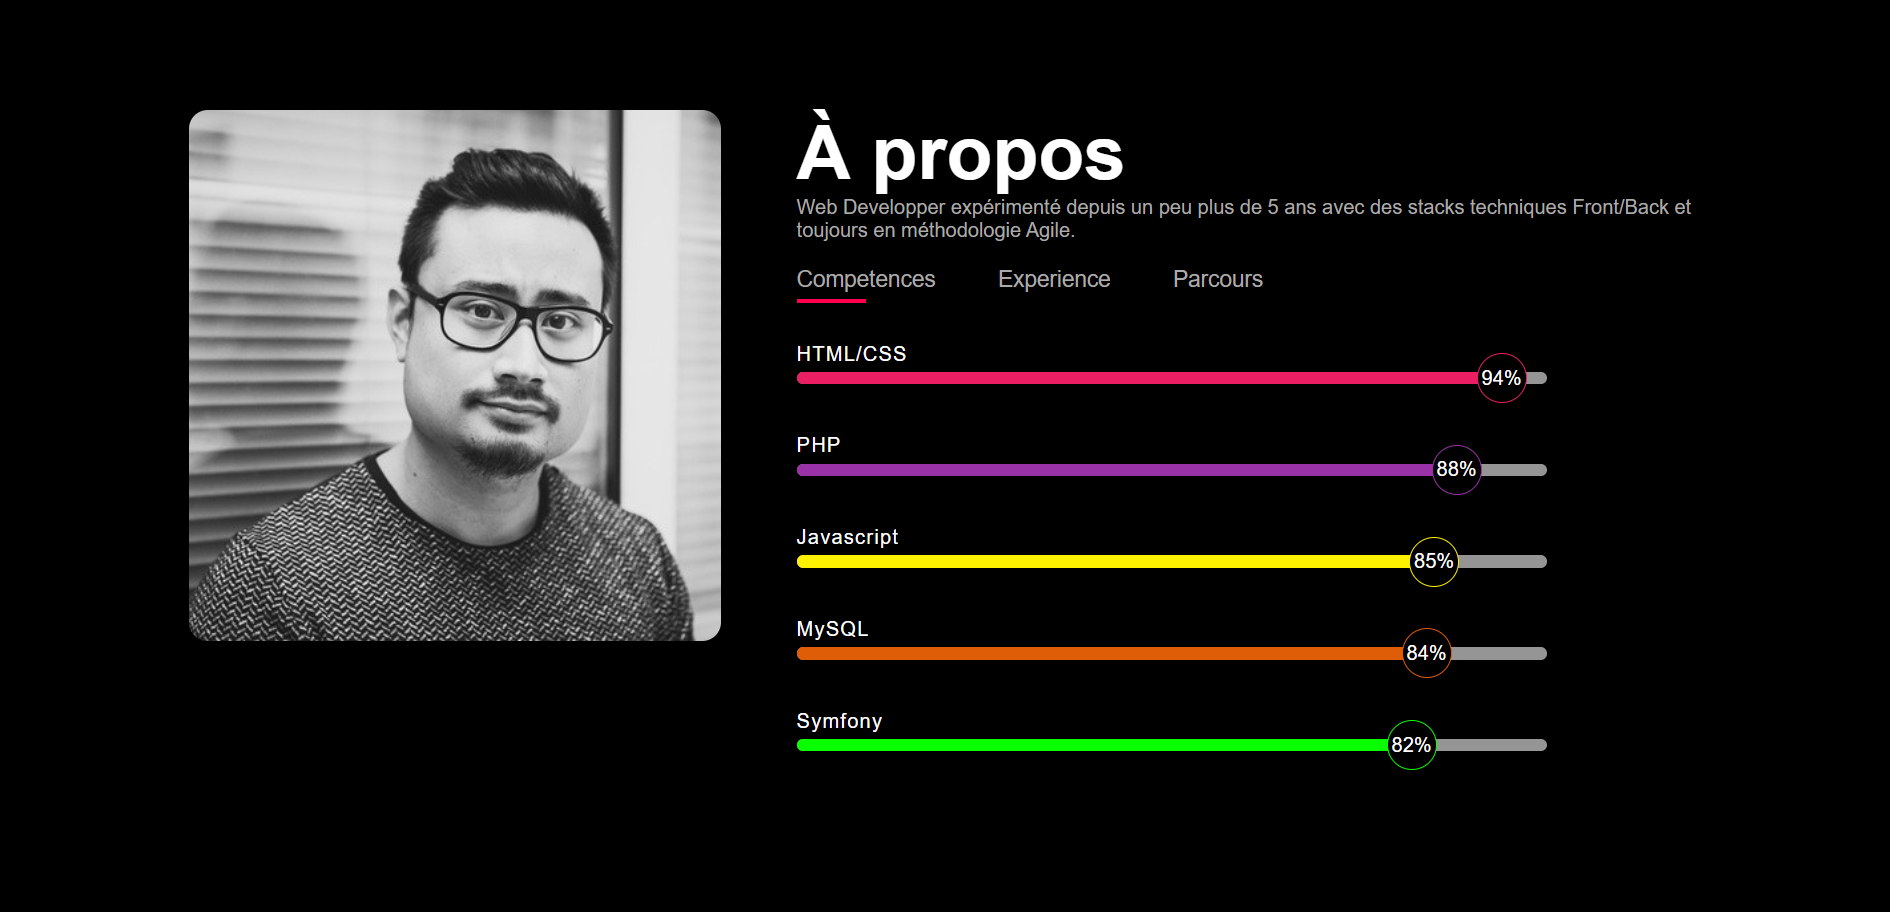 À propos
Web Developper expérimenté depuis un peu plus de 5 ans avec des stacks techniques Front/Back et
toujours en méthodologie Agile.
Competences Experience Parcours
HTML/CSS
94%
PHP
88%
Javascript
85%
MySQL
84%
Symfony
82%